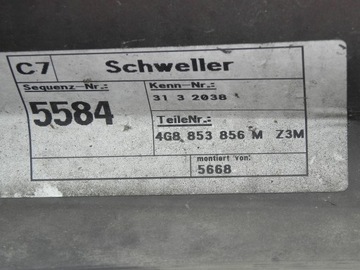 C7 Schweller
Sequenz-Nr.: Kenn-Nr.:
5584 31 3 2038
TeileNr.:
4G8 853 856 M Z3M
montiert von:
5668